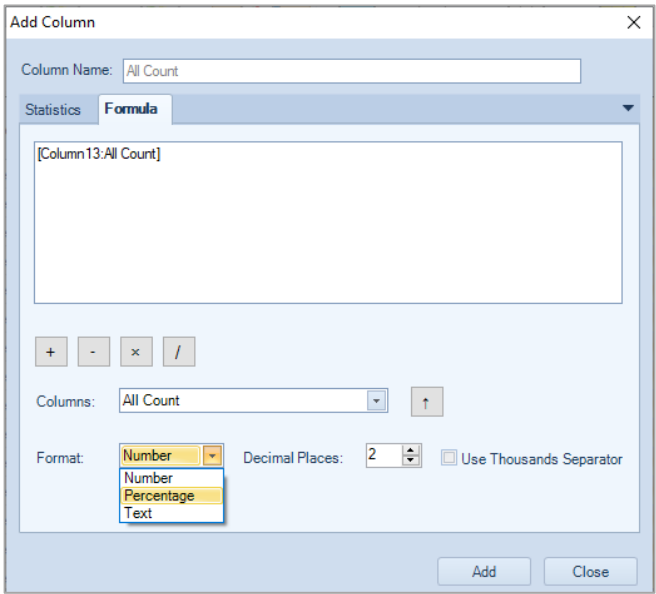 Add Column
Column Name: All Count
Statistics Formula
[Column13:All Count]
+ - × /
Columns: All Count ↑
Format: Number Decimal Places: 2 Use Thousands Separator
Number
Percentage
Text
Add Close